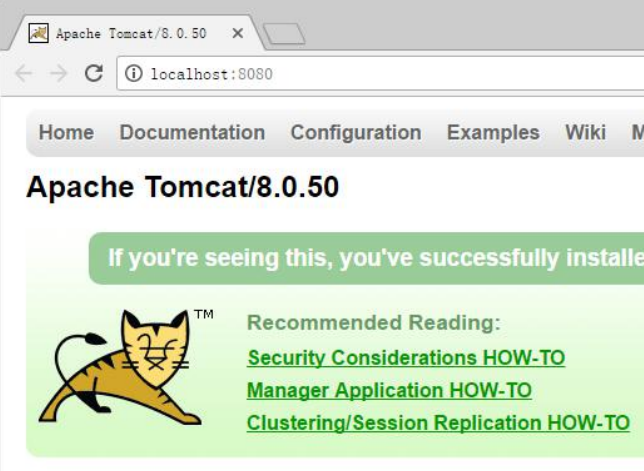 Apache Tomcat/8.0.50
localhost:8080
Home Documentation Configuration Examples Wiki M
Apache Tomcat/8.0.50
If you're seeing this, you've successfully installe
TM
Recommended Reading:
Security Considerations HOW-TO
Manager Application HOW-TO
Clustering/Session Replication HOW-TO